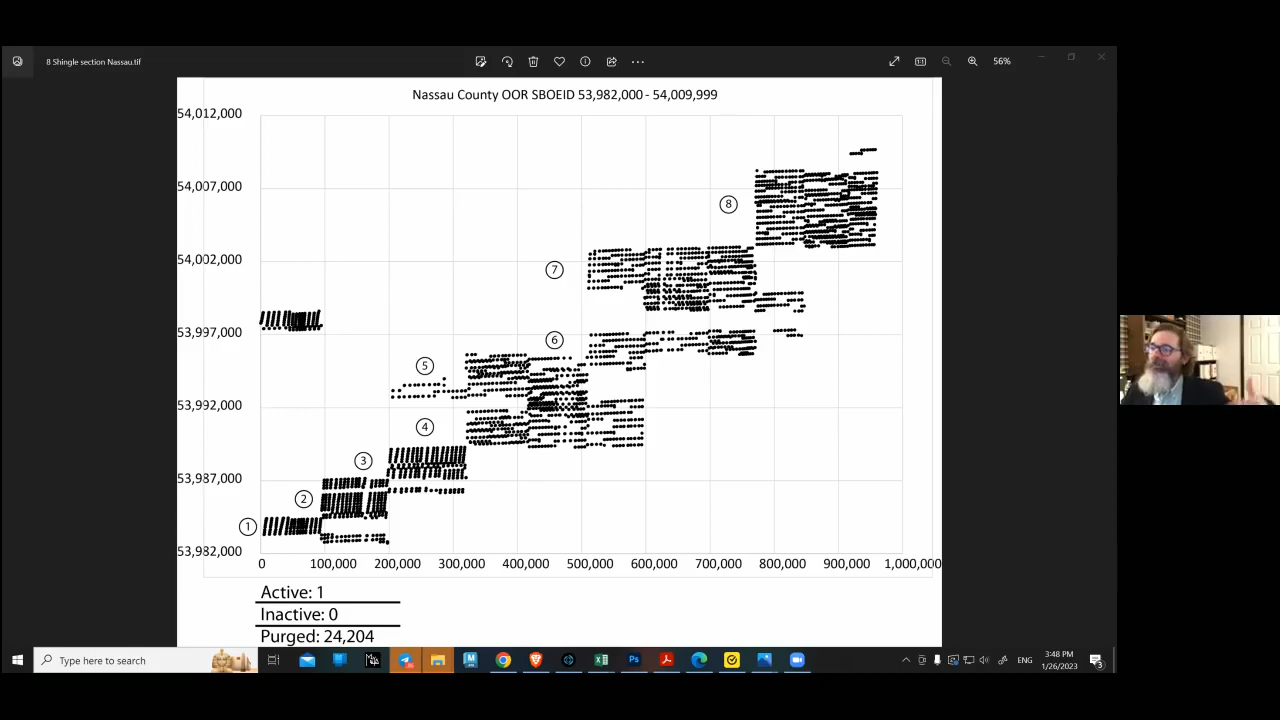 8 Shingle section Nassau.tif
56%
Nassau County OOR SBOEID 53,982,000 - 54,009,999
54,012,000
54,007,000
8
54,002,000
7
53,997,000
6
5
53,992,000
4
3
53,987,000
2
1
53,982,000
0 100,000 200,000 300,000 400,000 500,000 600,000 700,000 800,000 900,000 1,000,000
Active: 1
Inactive: 0
Purged: 24,204
Type here to search
ENG
3:48 PM
1/26/2023